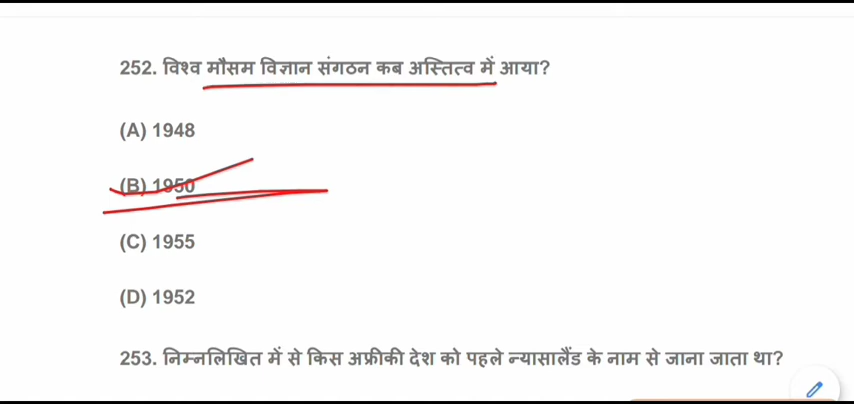 252. विश्व मौसम विज्ञान संगठन कब अस्तित्व में आया?
(A) 1948
(B) 1950
(C) 1955
(D) 1952
253. निम्नलिखित में से किस अफ्रीकी देश को पहले न्यासालैंड के नाम से जाना जाता था?